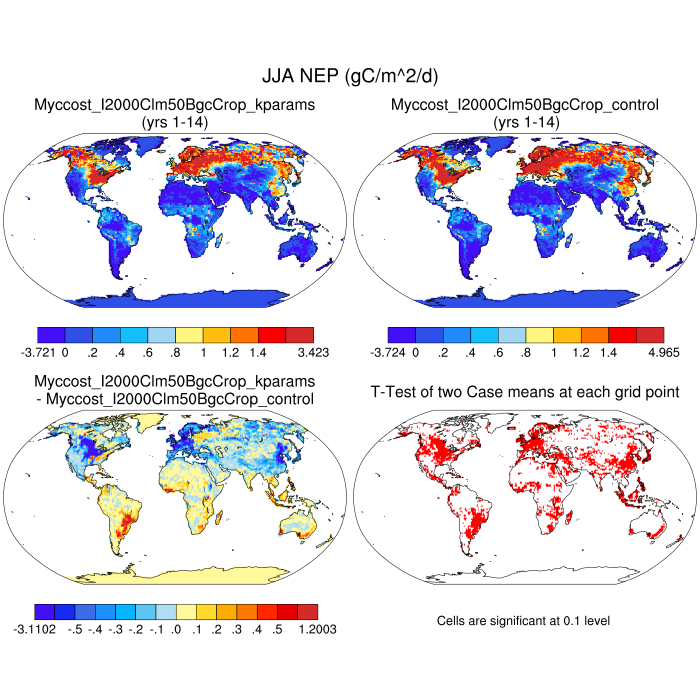 JJA NEP (gC/m^2/d)
Myccost_I2000Clm50BgcCrop_kparams
(yrs 1-14)
Myccost_I2000Clm50BgcCrop_control
(yrs 1-14)
-3.721 0 .2 .4 .6 .8 1 1.2 1.4 3.423
-3.724 0 .2 .4 .6 .8 1 1.2 1.4 4.965
Myccost_I2000Clm50BgcCrop_kparams
- Myccost_I2000Clm50BgcCrop_control
T-Test of two Case means at each grid point
-3.1102 -.5 -.4 -.3 -.2 -.1 .0 .1 .2 .3 .4 .5 1.2003
Cells are significant at 0.1 level